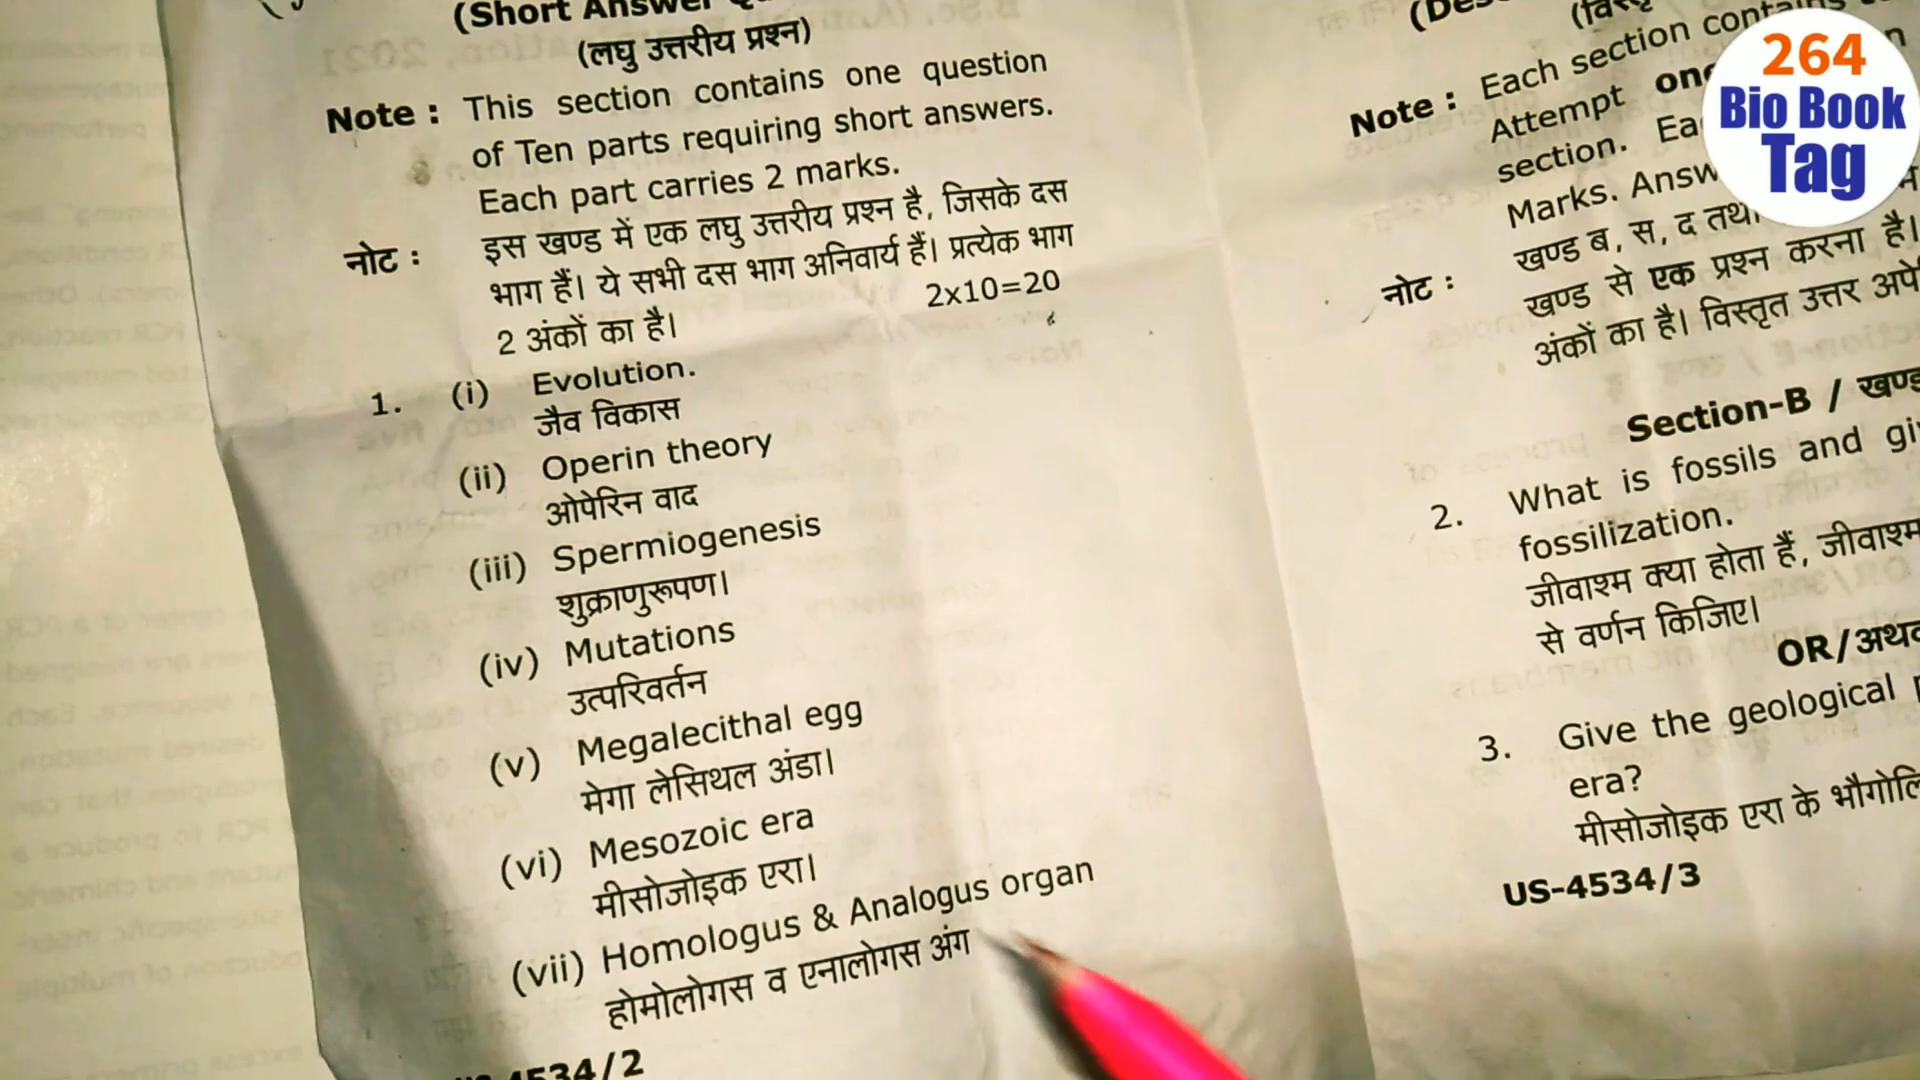 (Short Answer
(लघु उत्तरीय प्रश्न)
Note : This section contains one question
of Ten parts requiring short answers.
Each part carries 2 marks.
नोट : इस खण्ड में एक लघु उत्तरीय प्रश्न है, जिसके दस
भाग हैं। ये सभी दस भाग अनिवार्य हैं। प्रत्येक भाग
2 अंकों का है।
2x10=20
1. (i) Evolution.
जैव विकास
(ii) Operin theory
ओपेरिन वाद
(iii) Spermiogenesis
शुक्राणुरूपण।
(iv) Mutations
उत्परिवर्तन
(v) Megalecithal egg
मेगा लेसिथल अंडा।
(vi) Mesozoic era
मीसोजोइक एरा।
(vii) Homologus & Analogus organ
होमोलोगस व एनालोगस अंग
4534/2
Note : Each section contains
Attempt one
section.
Marks.
नोट : खण्ड ब, स, द तथा
खण्ड से एक प्रश्न करना है।
अंकों का है। विस्तृत उत्तर
Section-B / खण्ड
2. What is fossils and
fossilization.
जीवाश्म क्या होता हैं, जीवाश्म
से वर्णन किजिए।
OR/अथवा
3. Give the geological
era?
मीसोजोइक एरा के
US-4534/3
264
Bio Book
Tag